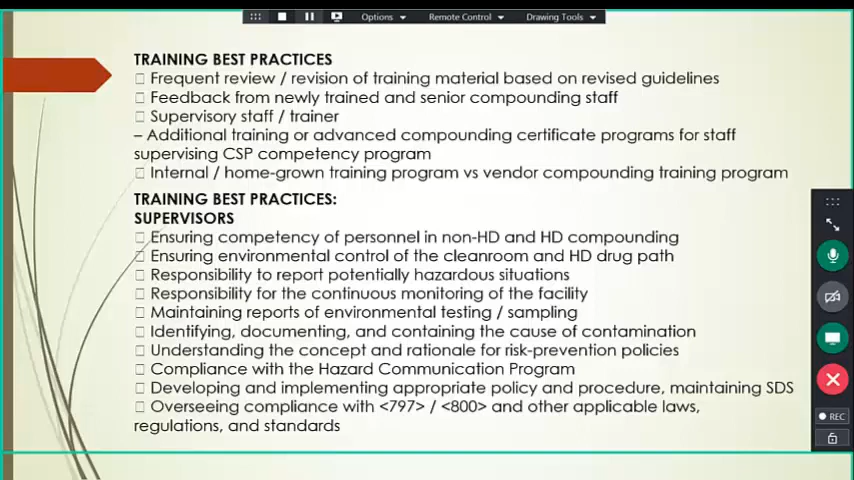 Options
Remote Control
Drawing Tools
TRAINING BEST PRACTICES
□ Frequent review / revision of training material based on revised guidelines
□ Feedback from newly trained and senior compounding staff
□ Supervisory staff / trainer
– Additional training or advanced compounding certificate programs for staff
supervising CSP competency program
□ Internal / home-grown training program vs vendor compounding training program
TRAINING BEST PRACTICES:
SUPERVISORS
□ Ensuring competency of personnel in non-HD and HD compounding
□ Ensuring environmental control of the cleanroom and HD drug path
□ Responsibility to report potentially hazardous situations
□ Responsibility for the continuous monitoring of the facility
□ Maintaining reports of environmental testing / sampling
□ Identifying, documenting, and containing the cause of contamination
□ Understanding the concept and rationale for risk-prevention policies
□ Compliance with the Hazard Communication Program
□ Developing and implementing appropriate policy and procedure, maintaining SDS
□ Overseeing compliance with <797> / <800> and other applicable laws,
regulations, and standards
REC